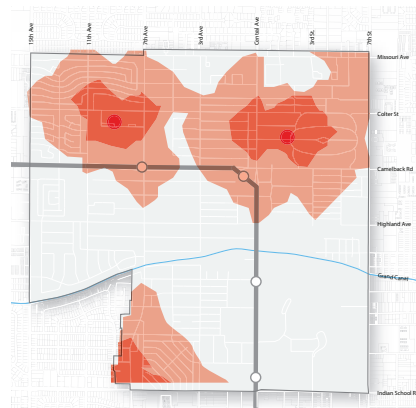 15th Ave
11th Ave
7th Ave
3rd Ave
Central Ave
3rd St.
7th St
Missouri Ave
Colter St
Camelback Rd
Highland Ave
Grand Canal
Indian School R